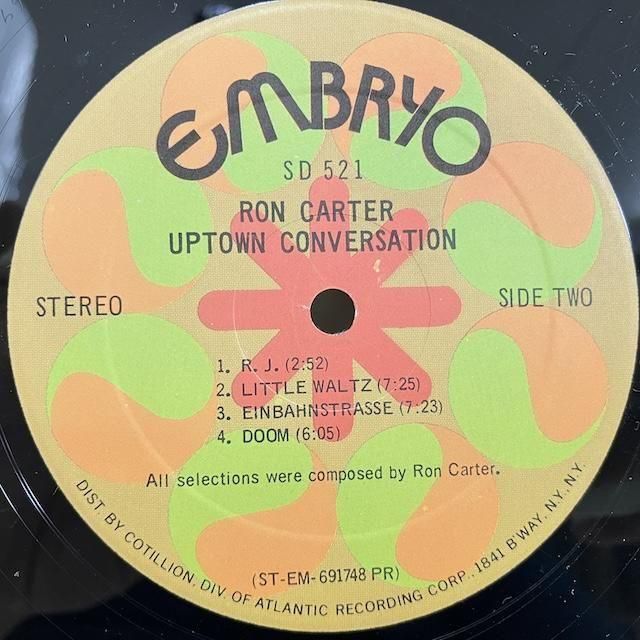 EMBRYO
SD 521
RON CARTER
UPTOWN CONVERSATION
STEREO
SIDE TWO
1. R. J. (2:52)
2. LITTLE WALTZ (7:25)
3. EINBAHNSTRASSE (7:23)
4. DOOM (6:05)
All selections were composed by Ron Carter.
(ST-EM-691748 PR)
DIST. BY COTILLION, DIV. OF ATLANTIC RECORDING CORP., 1841 B'WAY, N.Y., N.Y.